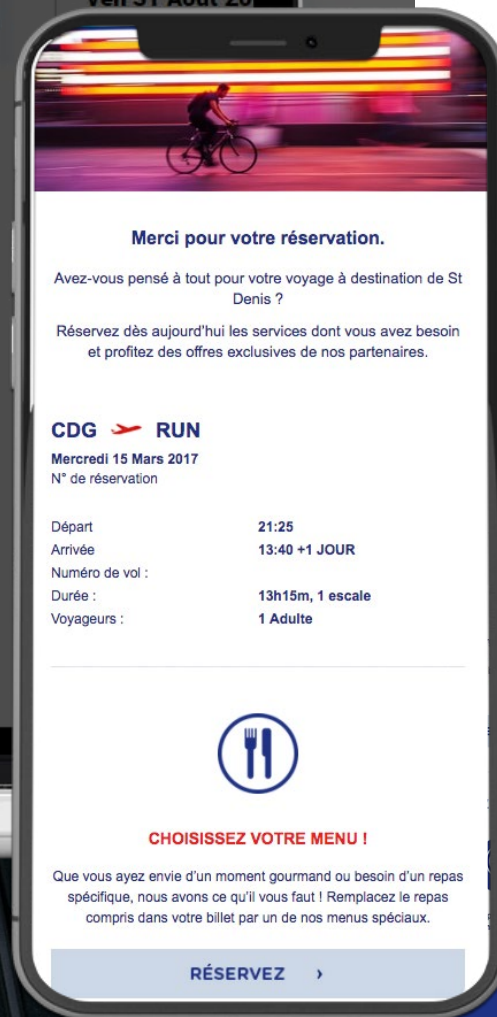 Ven 31 Août 20
Merci pour votre réservation.
Avez-vous pensé à tout pour votre voyage à destination de St
Denis ?
Réservez dès aujourd'hui les services dont vous avez besoin
et profitez des offres exclusives de nos partenaires.
CDG RUN
Mercredi 15 Mars 2017
N° de réservation
Départ 21:25
Arrivée 13:40 +1 JOUR
Numéro de vol :
Durée : 13h15m, 1 escale
Voyageurs : 1 Adulte
CHOISISSEZ VOTRE MENU !
Que vous ayez envie d'un moment gourmand ou besoin d'un repas
spécifique, nous avons ce qu'il vous faut ! Remplacez le repas
compris dans votre billet par un de nos menus spéciaux.
RÉSERVEZ ›